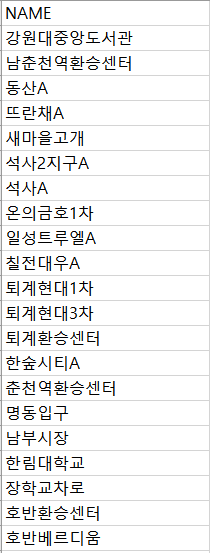 NAME
강원대중앙도서관
남춘천역환승센터
동산A
뜨란채A
새마을고개
석사2지구A
석사A
온의금호1차
일성트루엘A
칠전대우A
퇴계현대1차
퇴계현대3차
퇴계환승센터
한숲시티A
춘천역환승센터
명동입구
남부시장
한림대학교
장학교차로
호반환승센터
호반베르디움